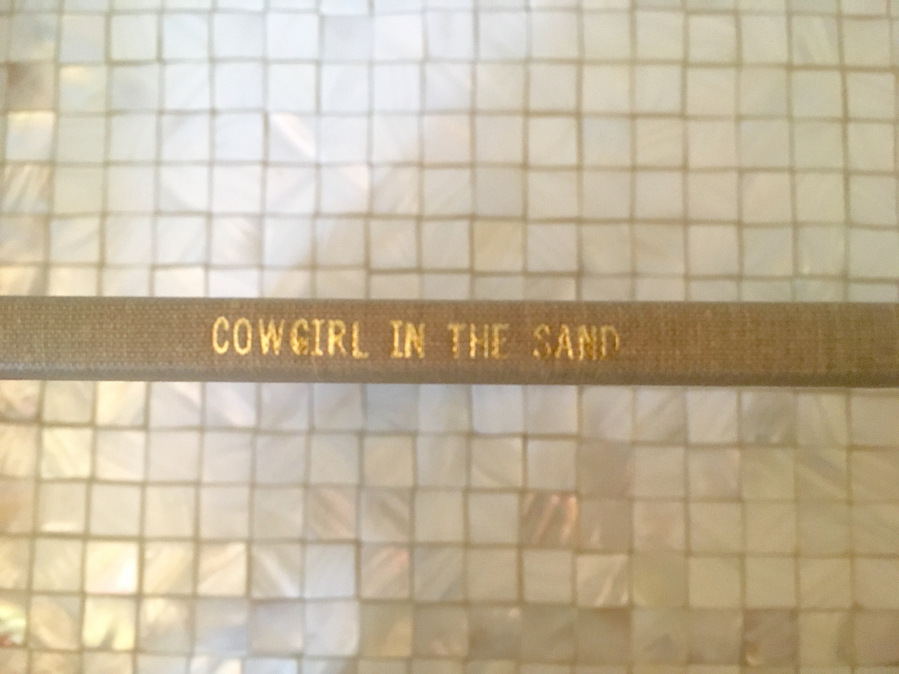 COWGIRL IN THE SAND